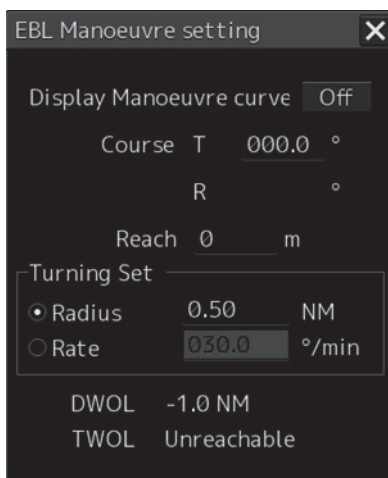 EBL Manoeuvre setting
Display Manoeuvre curve Off
Course T 000.0 °
R °
Reach 0 m
Turning Set
Radius 0.50 NM
Rate 030.0 °/min
DWOL -1.0 NM
TWOL Unreachable